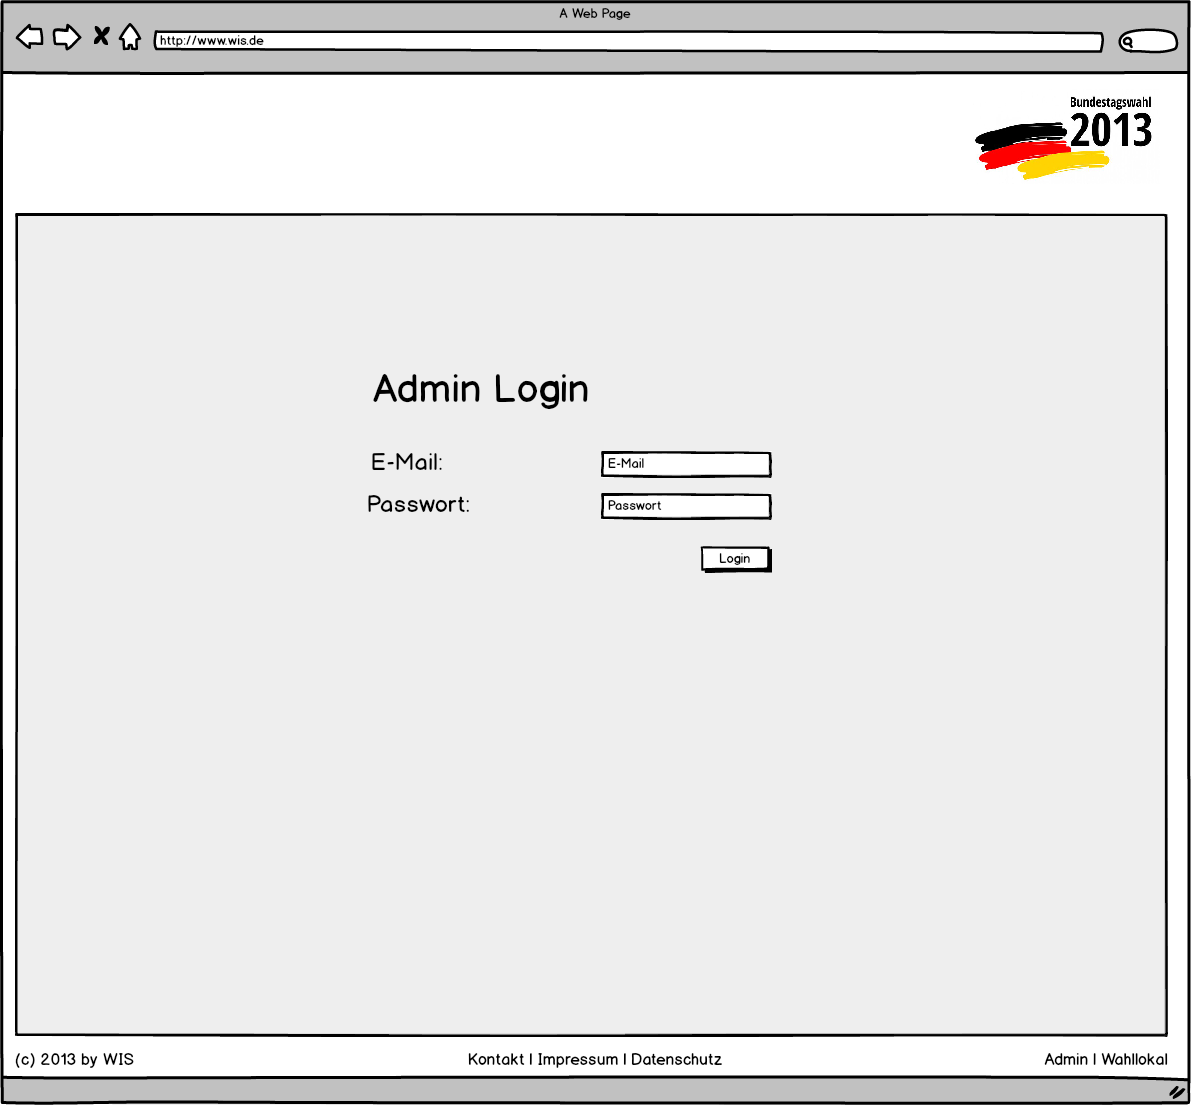 A Web Page
http://www.wis.de
Bundestagswahl
2013
Admin Login
E-Mail:
E-Mail
Passwort:
Passwort
Login
(c) 2013 by WIS
Kontakt | Impressum | Datenschutz
Admin | Wahllokal